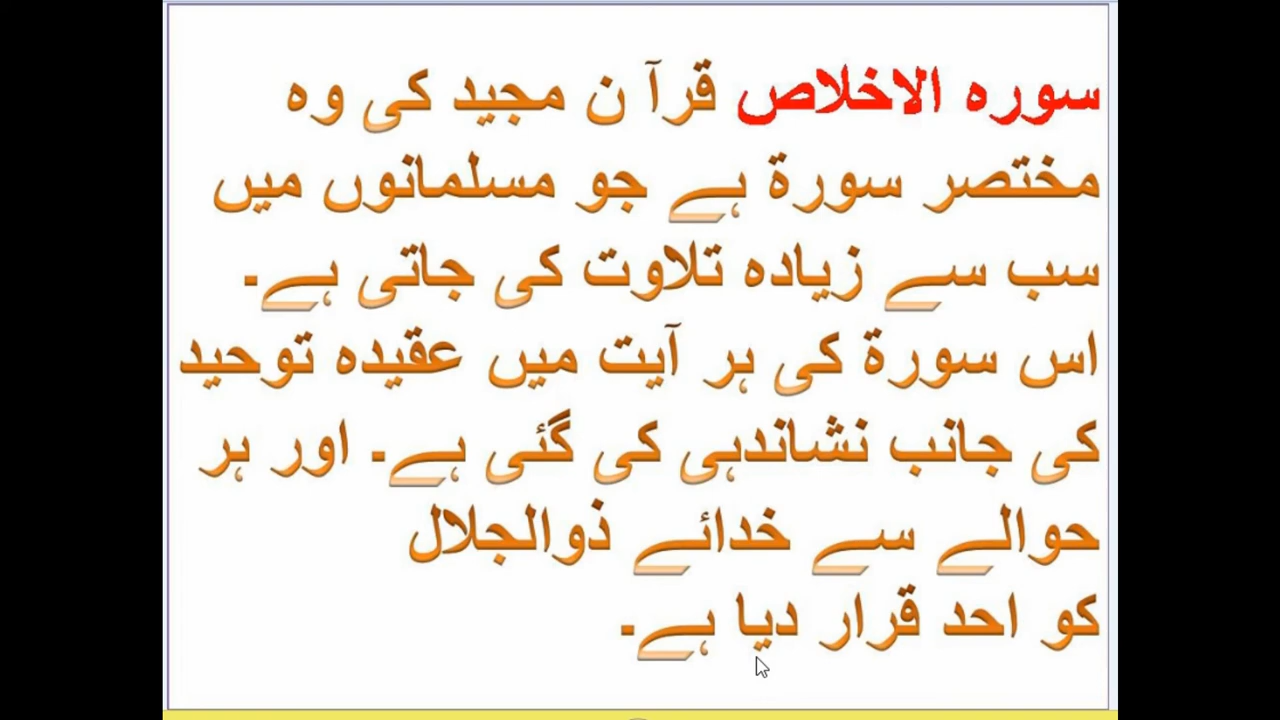 سورہ الاخلاص قرآ ن مجید کی وہ
مختصر سورۃ ہے جو مسلمانوں میں
سب سے زیادہ تلاوت کی جاتی ہے۔
اس سورۃ کی ہر آیت میں عقیدہ توحید
کی جانب نشاندہی کی گئی ہے۔ اور ہر
حوالے سے خدائے ذوالجلال
کو احد قرار دیا ہے۔